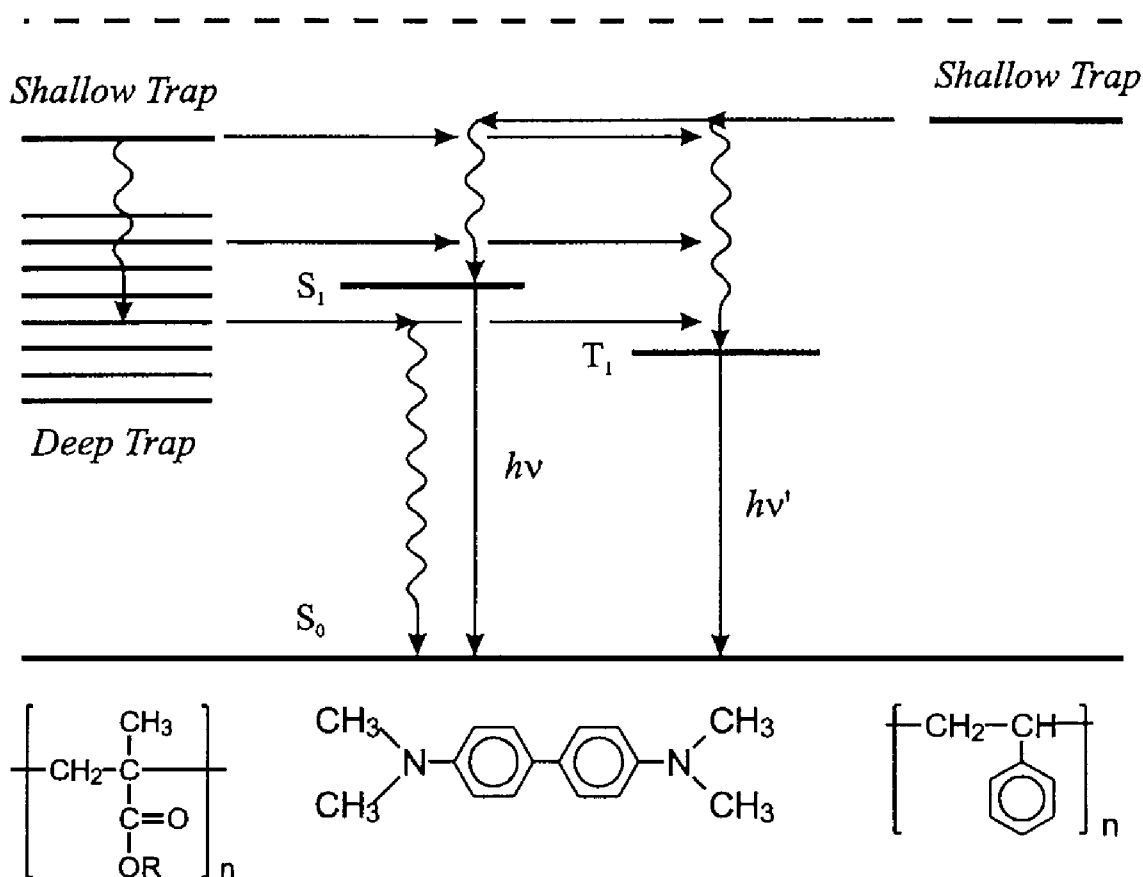 Shallow Trap
Shallow Trap
S₁
T₁
Deep Trap
hν
hν'
S₀
CH₃
CH₂-C
C=O
OR
n
CH₃
CH₃
N
N
CH₃
CH₃
CH₂-CH
n